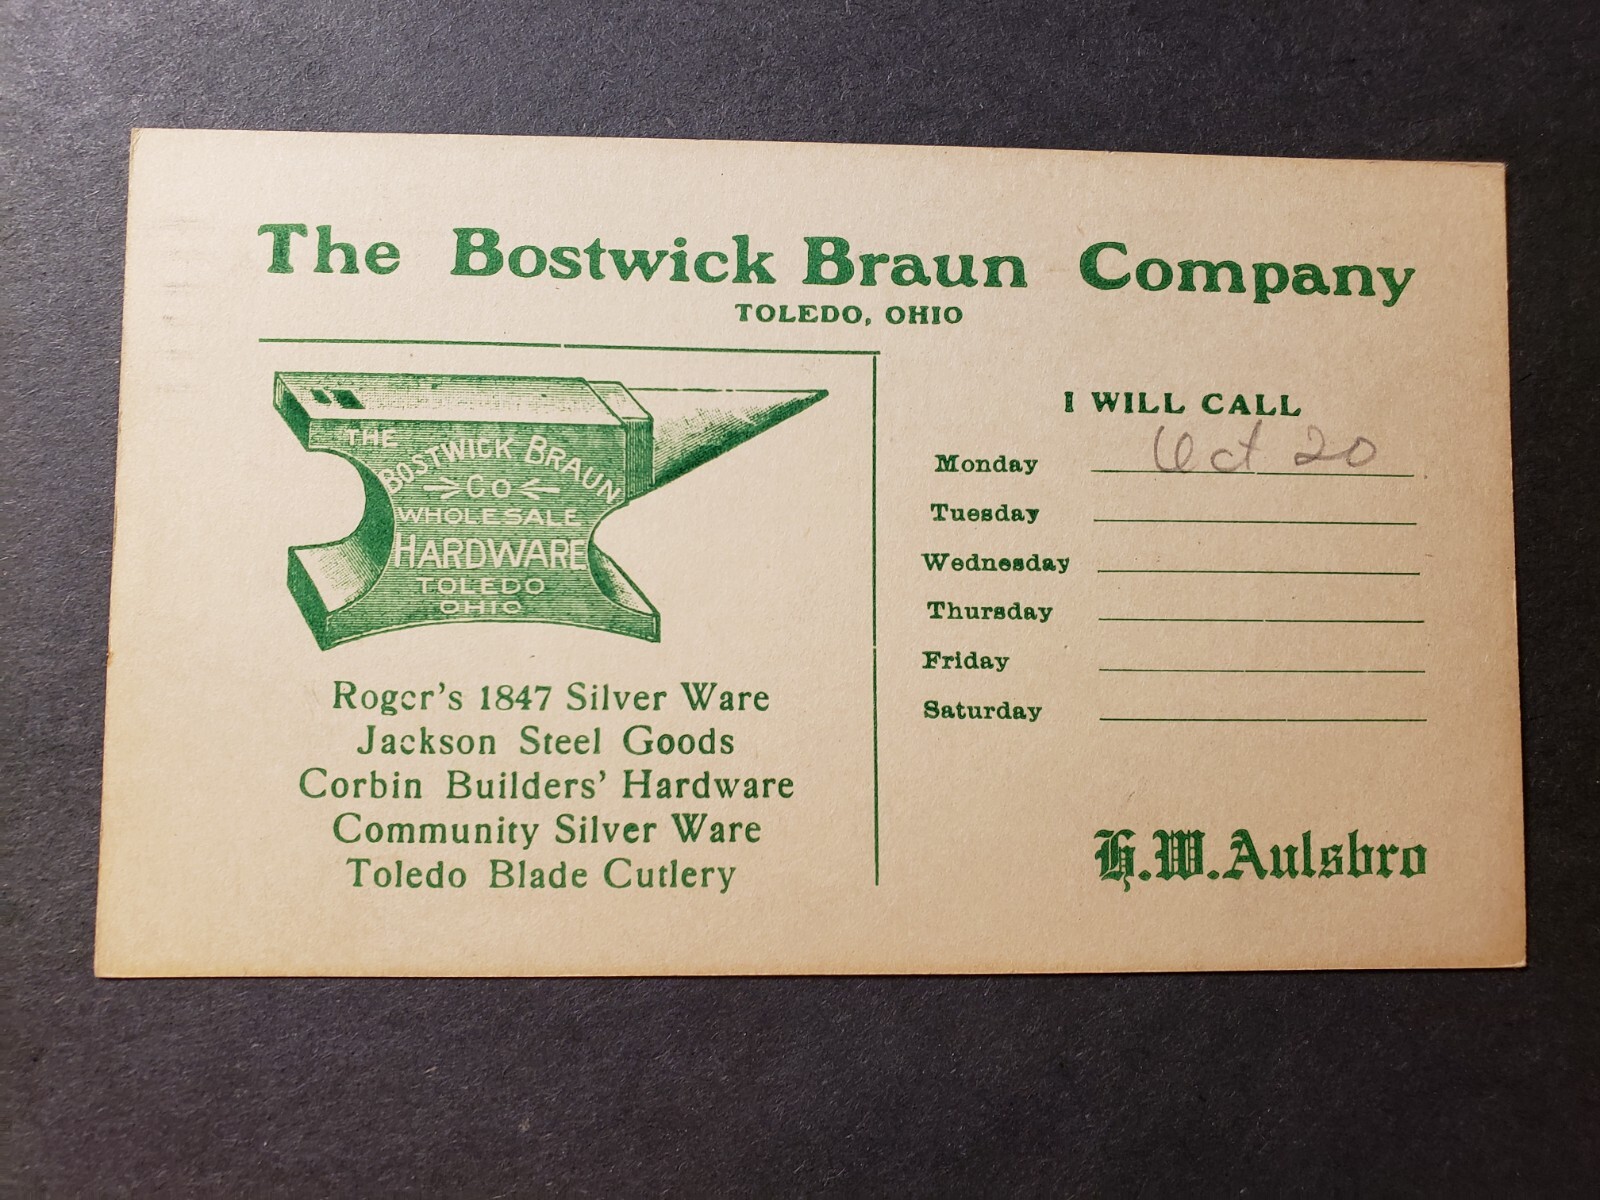 The Bostwick Braun Company
TOLEDO, OHIO
THE
BOSTWICK BRAUN
Co
WHOLESALE
HARDWARE
TOLEDO
OHIO
Roger's 1847 Silver Ware
Jackson Steel Goods
Corbin Builders' Hardware
Community Silver Ware
Toledo Blade Cutlery
I WILL CALL
Monday Oct 20
Tuesday
Wednesday
Thursday
Friday
Saturday
H. W. Aulsbro